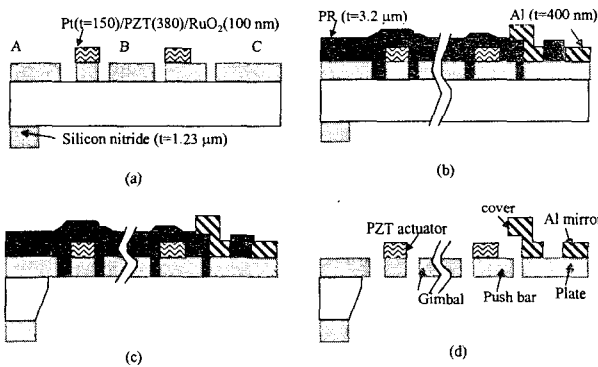 Pt(t=150)/PZT(380)/RuO₂(100 nm)
A B C
Silicon nitride (t=1.23 μm)
(a)
PR (t=3.2 μm) Al (t=400 nm)
(b)
(c)
cover
PZT actuator Al mirro
Gimbal Push bar Plate
(d)